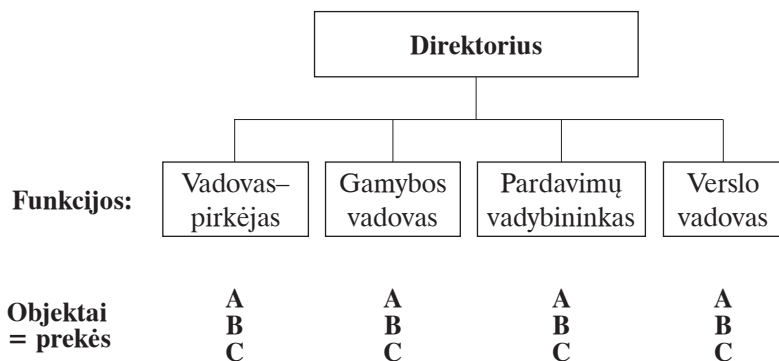 Direktorius
Funkcijos:
Vadovas–
pirkėjas
Gamybos
vadovas
Pardavimų
vadybininkas
Verslo
vadovas
Objektai
= prekės
A A A A
B B B B
C C C C